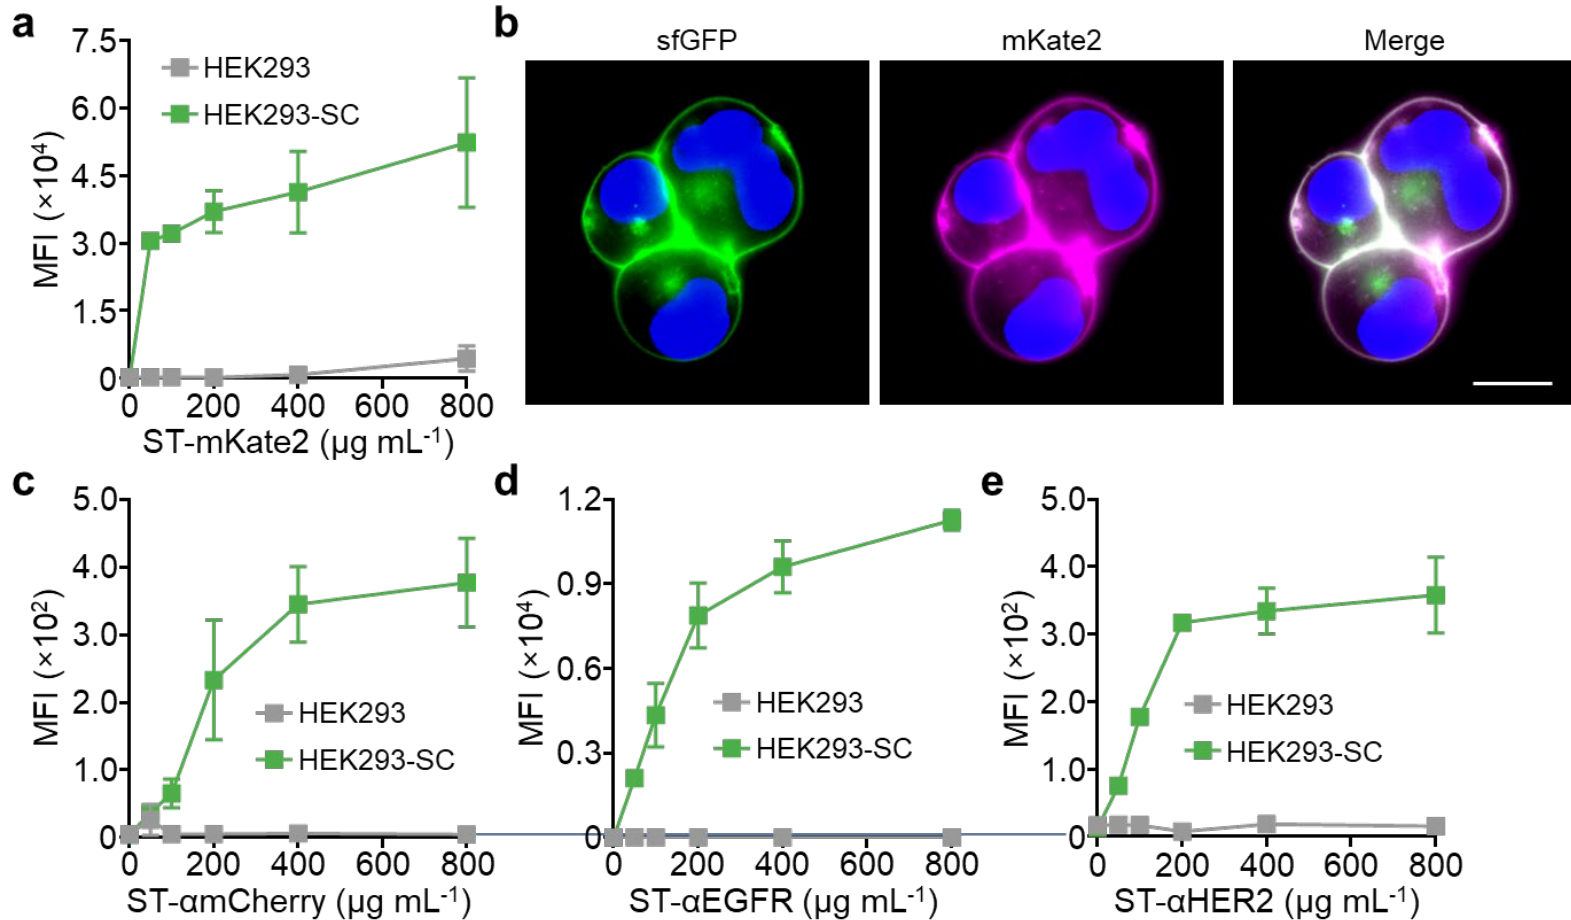 a
7.5
6.0
4.5
3.0
1.5
0
MFI (×10⁴)
HEK293
HEK293-SC
0 200 400 600 800
ST-mKate2 (µg mL⁻¹)
b
sfGFP mKate2 Merge
c
5.0
4.0
3.0
2.0
1.0
0
MFI (×10²)
HEK293
HEK293-SC
0 200 400 600 800
ST-αmCherry (µg mL⁻¹)
d
1.2
0.9
0.6
0.3
0
MFI (×10⁴)
HEK293
HEK293-SC
0 200 400 600 800
ST-αEGFR (µg mL⁻¹)
e
5.0
4.0
3.0
2.0
1.0
0
MFI (×10²)
HEK293
HEK293-SC
0 200 400 600 800
ST-αHER2 (µg mL⁻¹)